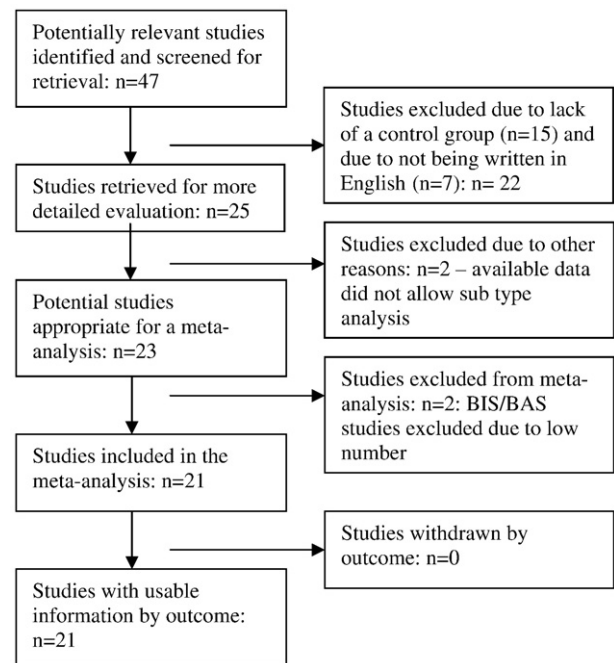 Potentially relevant studies
identified and screened for
retrieval: n=47
Studies excluded due to lack
of a control group (n=15) and
due to not being written in
English (n=7): n= 22
Studies retrieved for more
detailed evaluation: n=25
Studies excluded due to other
reasons: n=2 – available data
did not allow sub type
analysis
Potential studies
appropriate for a meta-
analysis: n=23
Studies excluded from meta-
analysis: n=2: BIS/BAS
studies excluded due to low
number
Studies included in the
meta-analysis: n=21
Studies withdrawn by
outcome: n=0
Studies with usable
information by outcome:
n=21